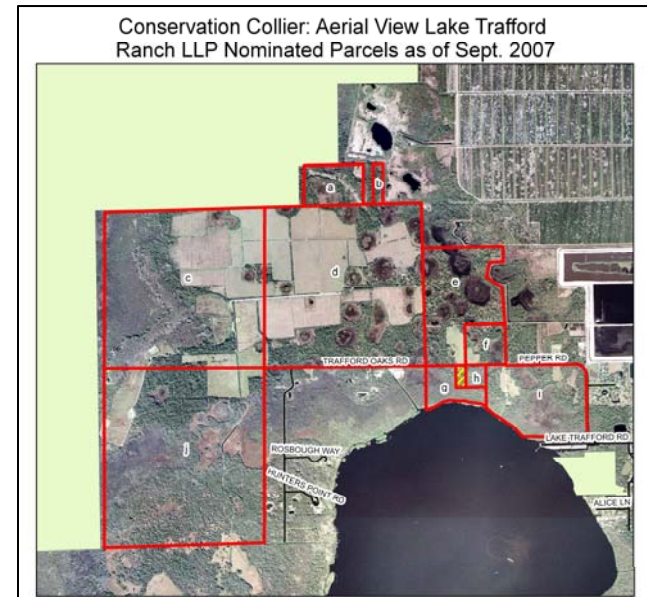 Conservation Collier: Aerial View Lake Trafford
Ranch LLP Nominated Parcels as of Sept. 2007
a
b
c
d
e
f
TRAFFORD OAKS RD
PEPPER RD
g
h
i
j
LAKE TRAFFORD RD
ROSBOUGH WAY
HUNTERS POINT RD
ALICE LN